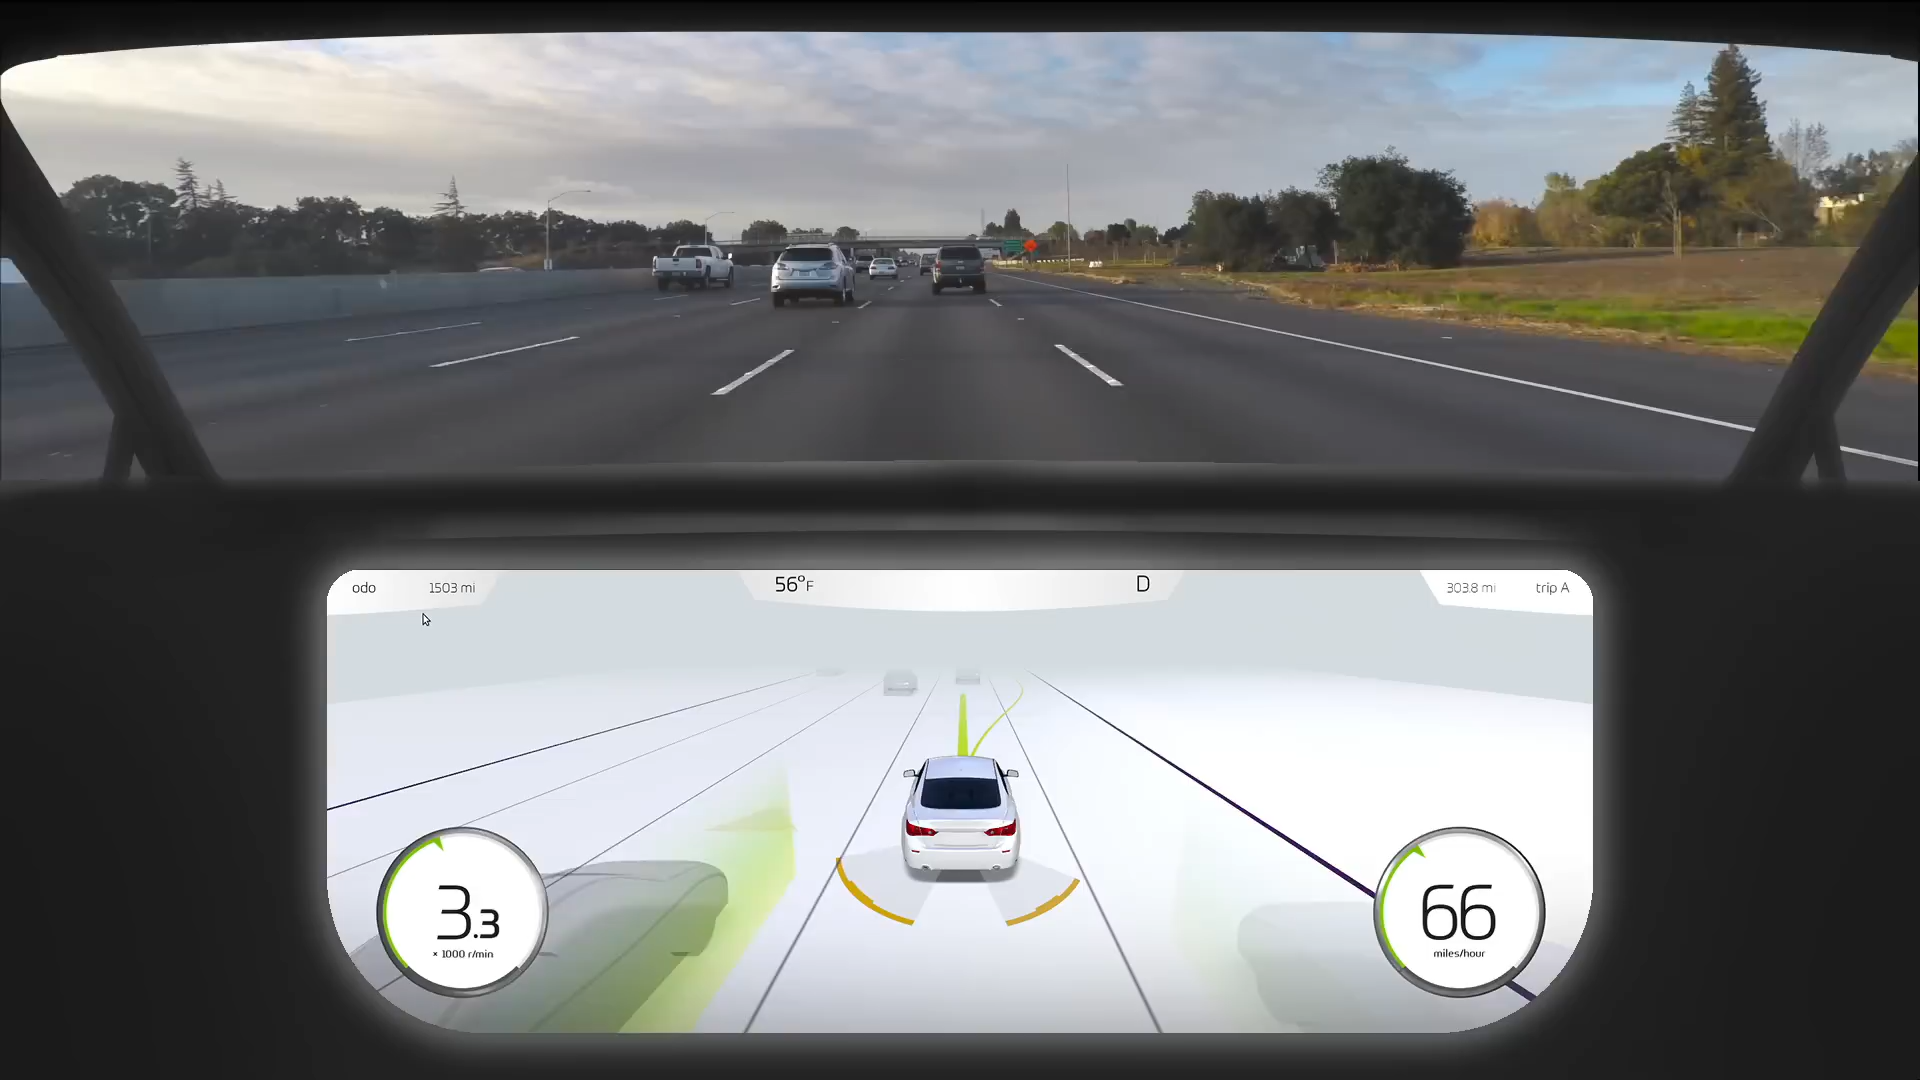 odo 1503 mi 56°F D 303.8 mi trip A
3.3
× 1000 r/min
66
miles/hour